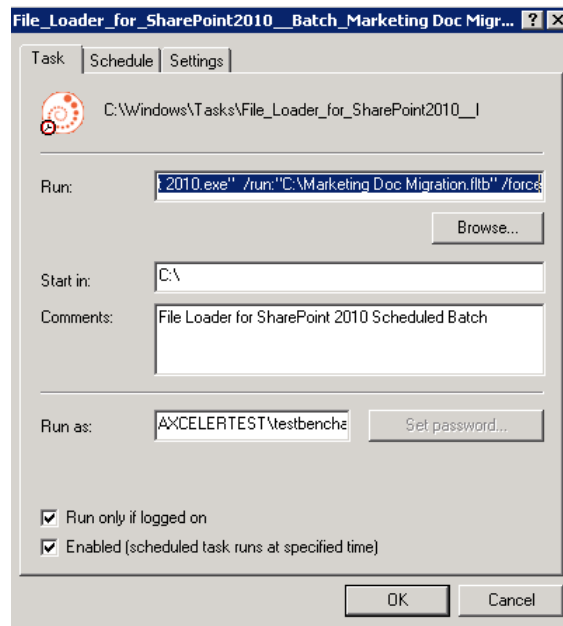 File_Loader_for_SharePoint2010__Batch_Marketing Doc Migr... ? X
Task Schedule Settings
C:\Windows\Tasks\File_Loader_for_SharePoint2010__I
Run: 2010.exe" /run:"C:\Marketing Doc Migration.fltb" /force
Browse...
Start in: C:\
Comments: File Loader for SharePoint 2010 Scheduled Batch
Run as: AXCELERTEST\testbencha Set password...
Run only if logged on
Enabled (scheduled task runs at specified time)
OK Cancel